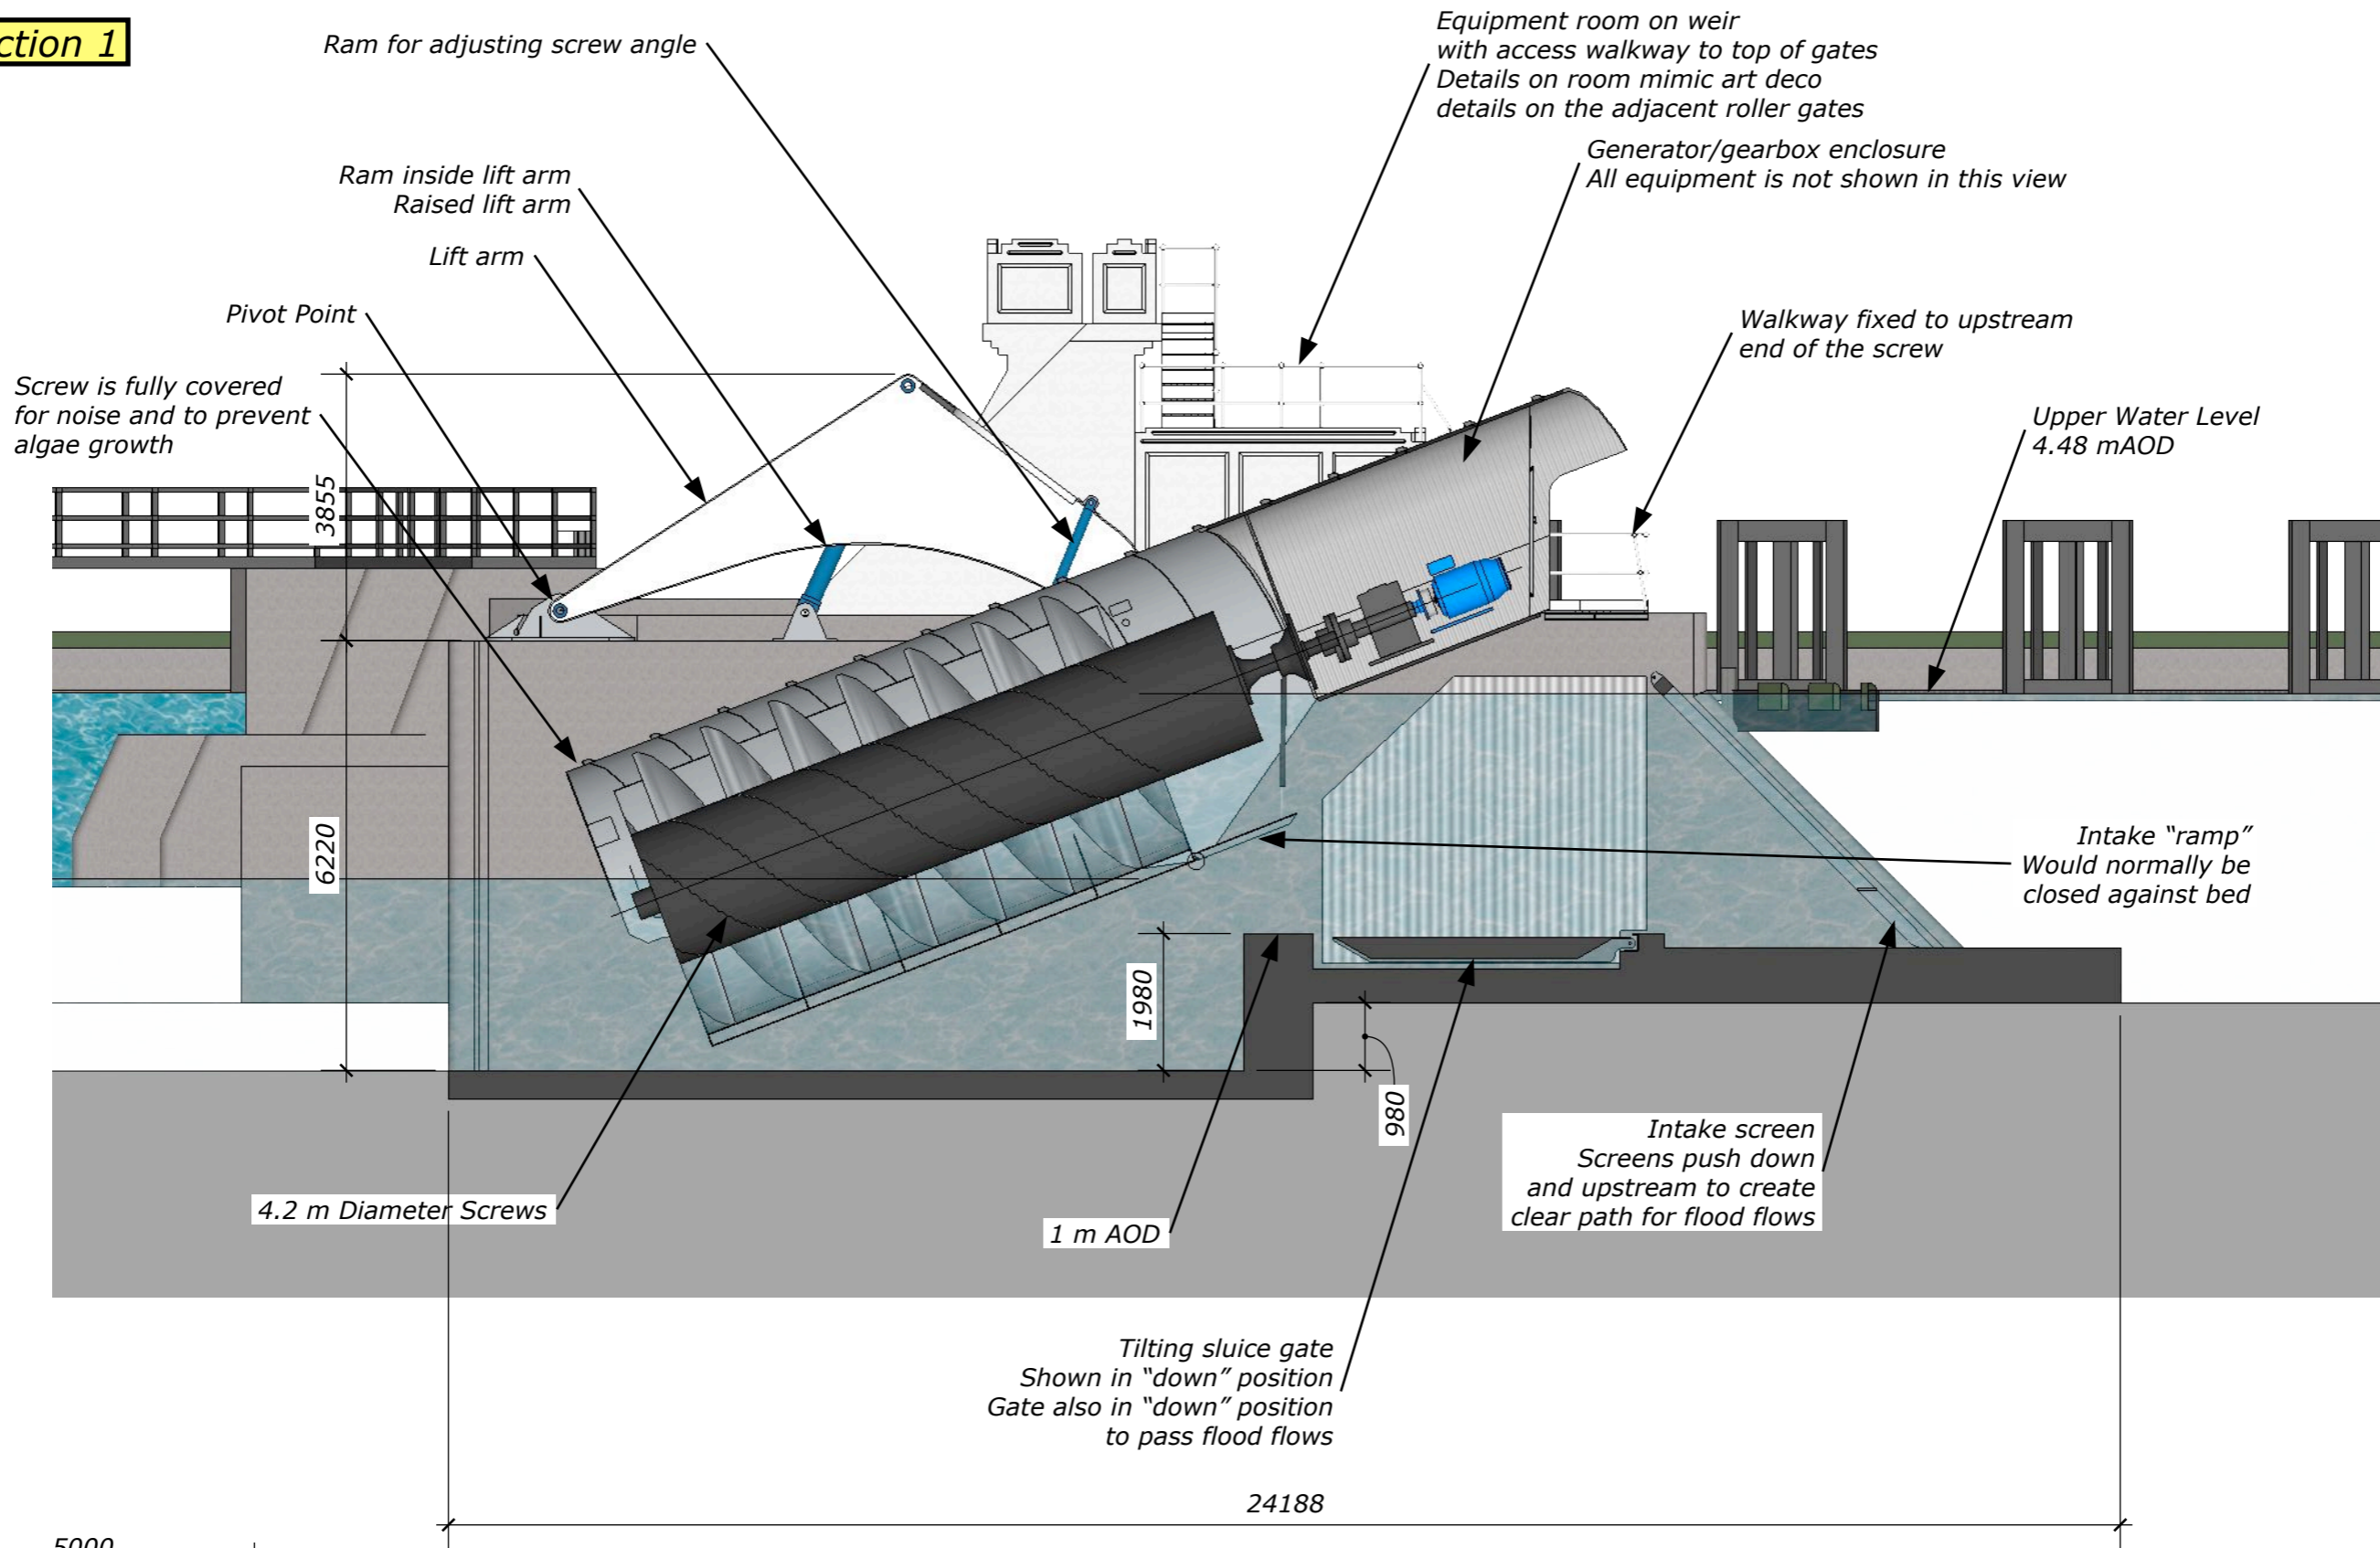 ction 1
Ram for adjusting screw angle
Equipment room on weir
with access walkway to top of gates
Details on room mimic art deco
details on the adjacent roller gates
Generator/gearbox enclosure
All equipment is not shown in this view
Ram inside lift arm
Raised lift arm
Lift arm
Pivot Point
Walkway fixed to upstream
end of the screw
Screw is fully covered
for noise and to prevent
algae growth
Upper Water Level
4.48 mAOD
3855
6220
Intake “ramp”
Would normally be
closed against bed
1980
980
Intake screen
Screens push down
and upstream to create
clear path for flood flows
4.2 m Diameter Screws
1 m AOD
Tilting sluice gate
Shown in “down” position
Gate also in “down” position
to pass flood flows
24188
5000